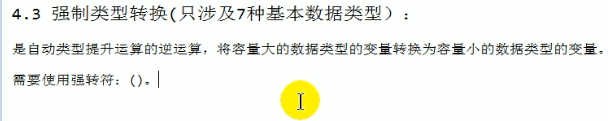 4.3 强制类型转换(只涉及7种基本数据类型）：
是自动类型提升运算的逆运算，将容量大的数据类型的变量转换为容量小的数据类型的变量。
需要使用强转符：()。